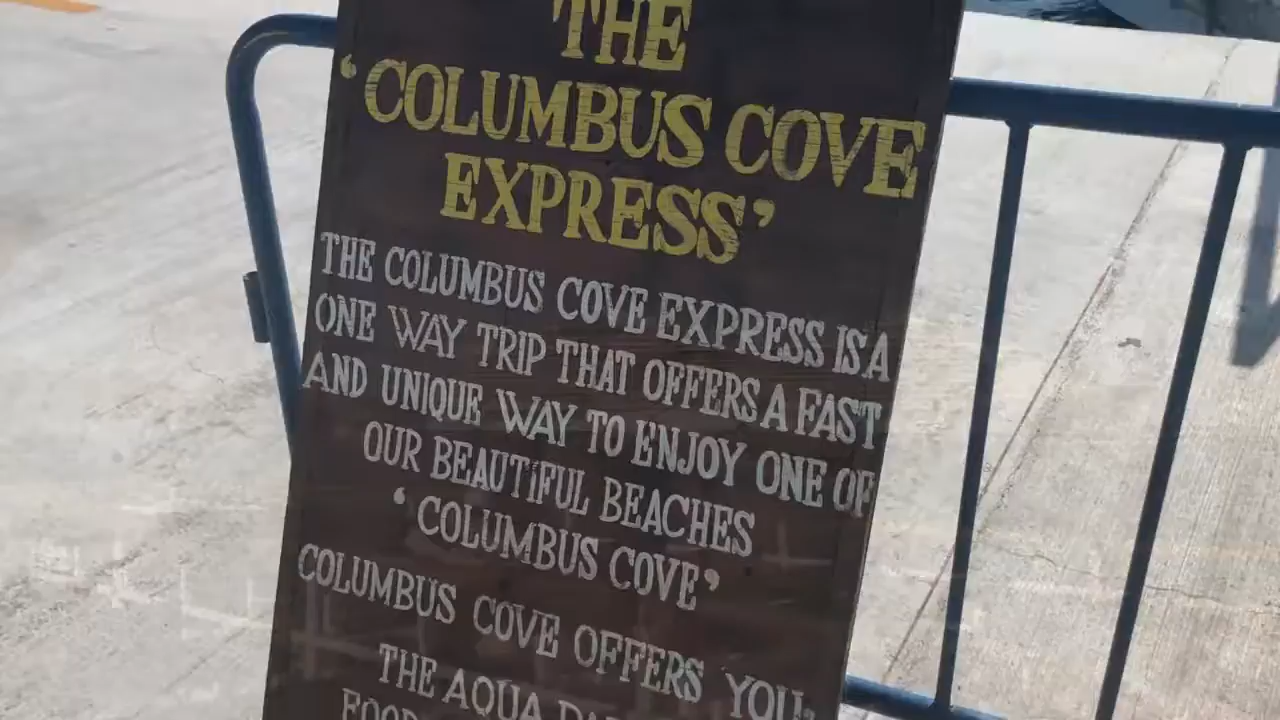 THE
‘COLUMBUS COVE
EXPRESS’
THE COLUMBUS COVE EXPRESS IS A
ONE WAY TRIP THAT OFFERS A FAST
AND UNIQUE WAY TO ENJOY ONE OF
OUR BEAUTIFUL BEACHES
‘COLUMBUS COVE’
COLUMBUS COVE OFFERS YOU:
THE AQUA